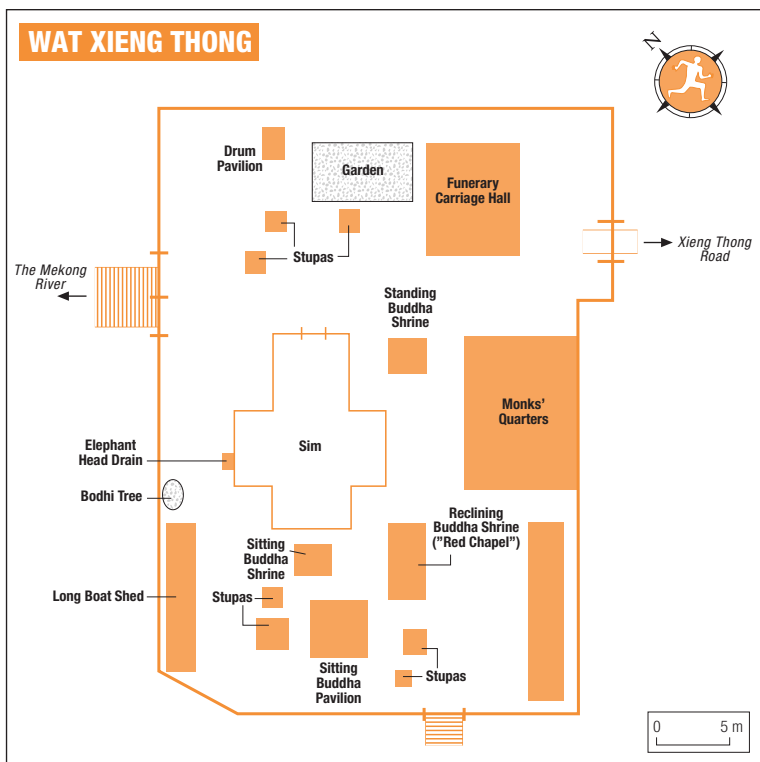 WAT XIENG THONG
N
Drum
Pavilion
Garden
Funerary
Carriage Hall
Stupas
Xieng Thong
Road
The Mekong
River
Standing
Buddha
Shrine
Monks'
Quarters
Sim
Elephant
Head Drain
Bodhi Tree
Reclining
Buddha Shrine
("Red Chapel")
Sitting
Buddha
Shrine
Long Boat Shed
Stupas
Sitting
Buddha
Pavilion
Stupas
0 5 m